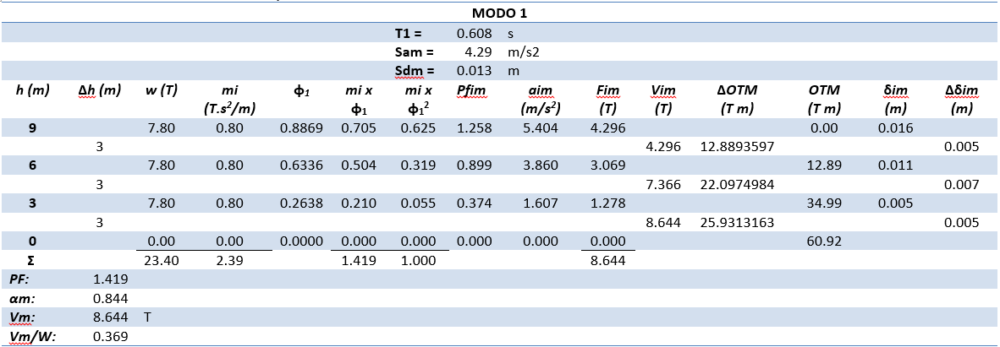 MODO 1
T1 = 0.608 s
Sam = 4.29 m/s2
Sdm = 0.013 m
h (m) Δh (m) w (T) mi (T.s²/m) ϕ₁ mi x ϕ₁ mi x ϕ₁² Pfim aim (m/s²) Fim (T) Vim (T) ΔOTM (T m) OTM (T m) δim (m) Δδim (m)
9 7.80 0.80 0.8869 0.705 0.625 1.258 5.404 4.296 0.00 0.016
3 4.296 12.8893597 0.005
6 7.80 0.80 0.6336 0.504 0.319 0.899 3.860 3.069 12.89 0.011
3 7.366 22.0974984 0.007
3 7.80 0.80 0.2638 0.210 0.055 0.374 1.607 1.278 34.99 0.005
3 8.644 25.9313163 0.005
0 0.00 0.00 0.0000 0.000 0.000 0.000 0.000 0.000 60.92
Σ 23.40 2.39 1.419 1.000 8.644
PF: 1.419
αm: 0.844
Vm: 8.644 T
Vm/W: 0.369